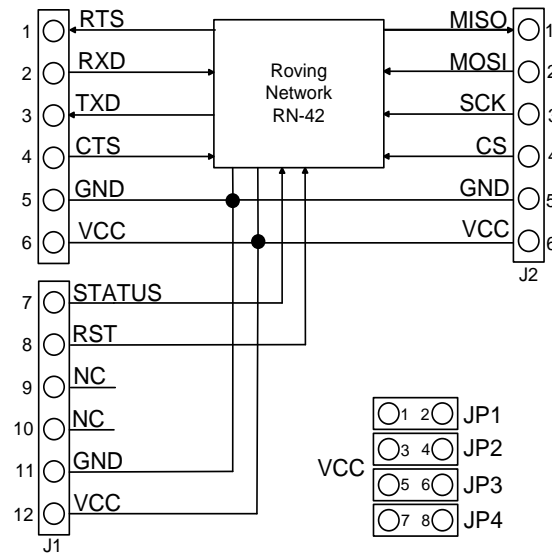 1 RTS
2 RXD
3 TXD
4 CTS
5 GND
6 VCC
Roving
Network
RN-42
MISO 1
MOSI 2
SCK 3
CS 4
GND 5
VCC 6
J2
7 STATUS
8 RST
9 NC
10 NC
11 GND
12 VCC
J1
VCC
1 2 JP1
3 4 JP2
5 6 JP3
7 8 JP4